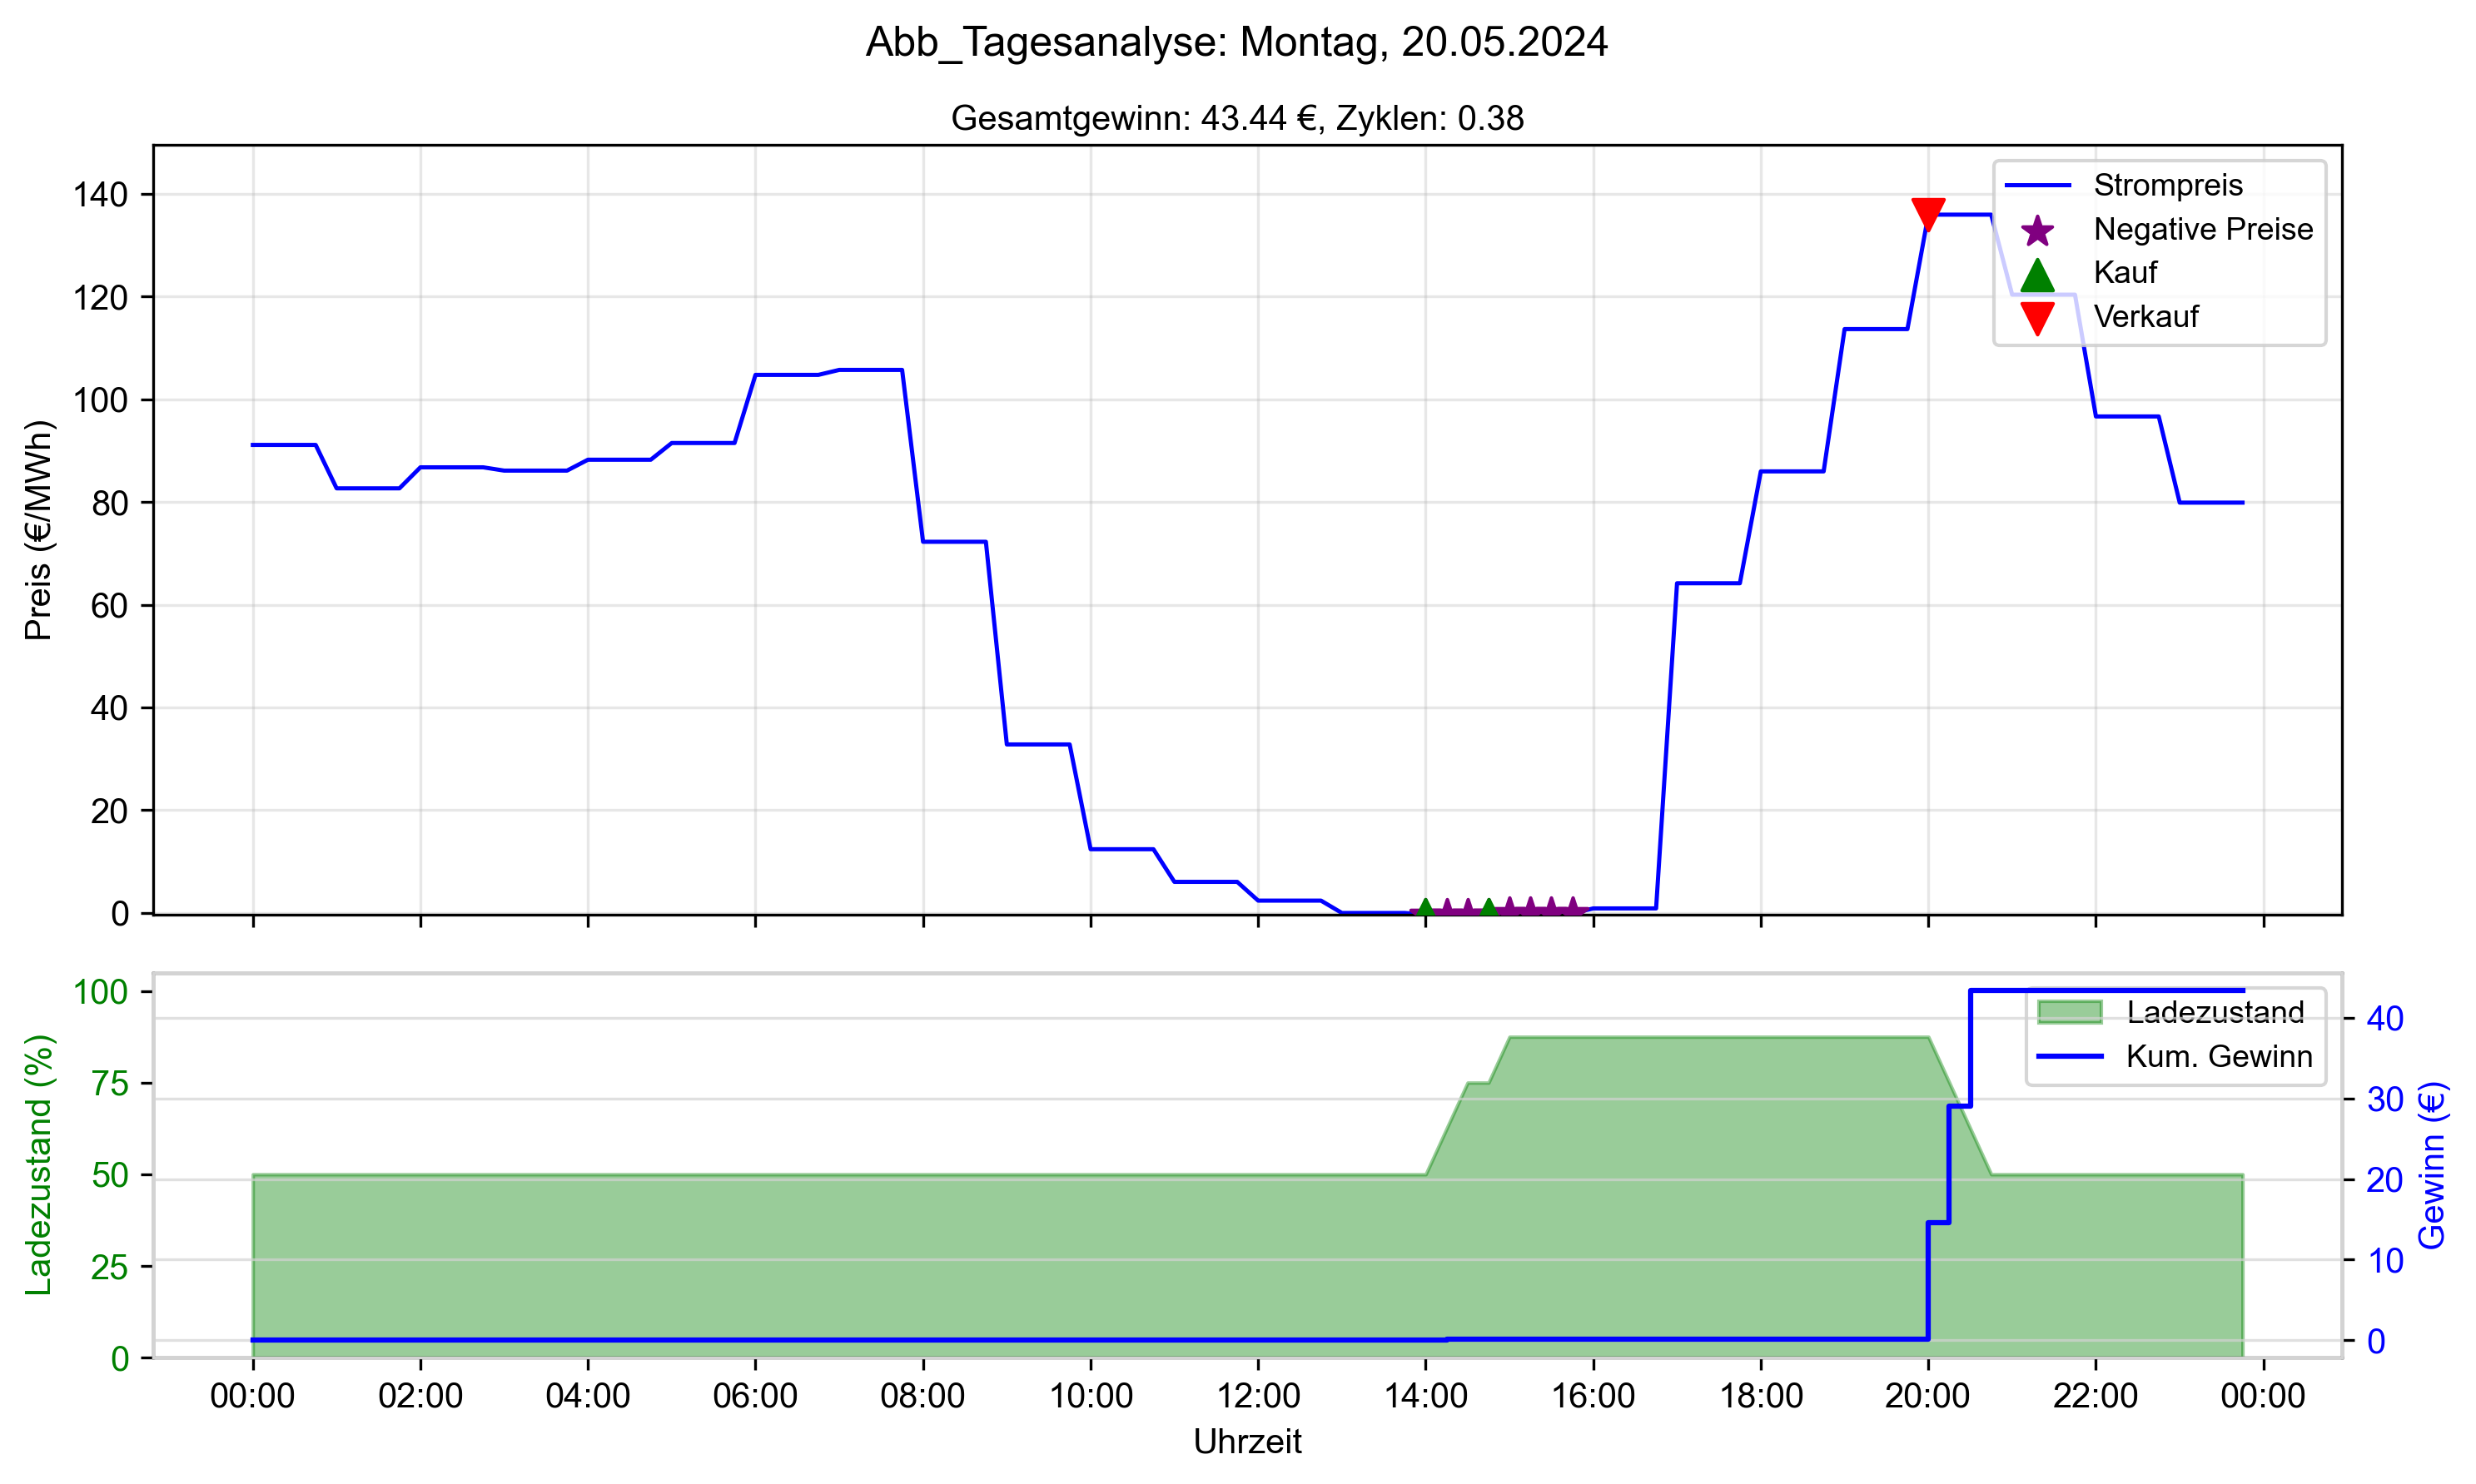 Abb_Tagesanalyse: Montag, 20.05.2024
Gesamtgewinn: 43.44 €, Zyklen: 0.38
Preis (€/MWh)
140
120
100
80
60
40
20
0
Strompreis
Negative Preise
Kauf
Verkauf
Ladezustand (%)
100
75
50
25
0
Ladezustand
Kum. Gewinn
40
30
20
10
0
Gewinn (€)
00:00 02:00 04:00 06:00 08:00 10:00 12:00 14:00 16:00 18:00 20:00 22:00 00:00
Uhrzeit